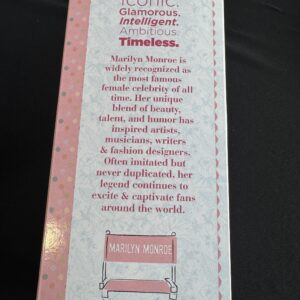 Iconic.
Glamorous.
Intelligent.
Ambitious.
Timeless.
Marilyn Monroe is
widely recognized as
the most famous
female celebrity of all
time. Her unique
blend of beauty,
talent, and humor has
inspired artists,
musicians, writers
& fashion designers.
Often imitated but
never duplicated, her
legend continues to
excite & captivate fans
around the world.
MARILYN MONROE